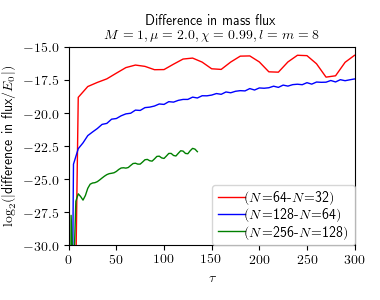 Difference in mass flux
M = 1, μ = 2.0, χ = 0.99, l = m = 8
log₂(|difference in flux/E₀|)
−15.0
−17.5
−20.0
−22.5
−25.0
−27.5
−30.0
(N=64-N=32)
(N=128-N=64)
(N=256-N=128)
0 50 100 150 200 250 300
τ